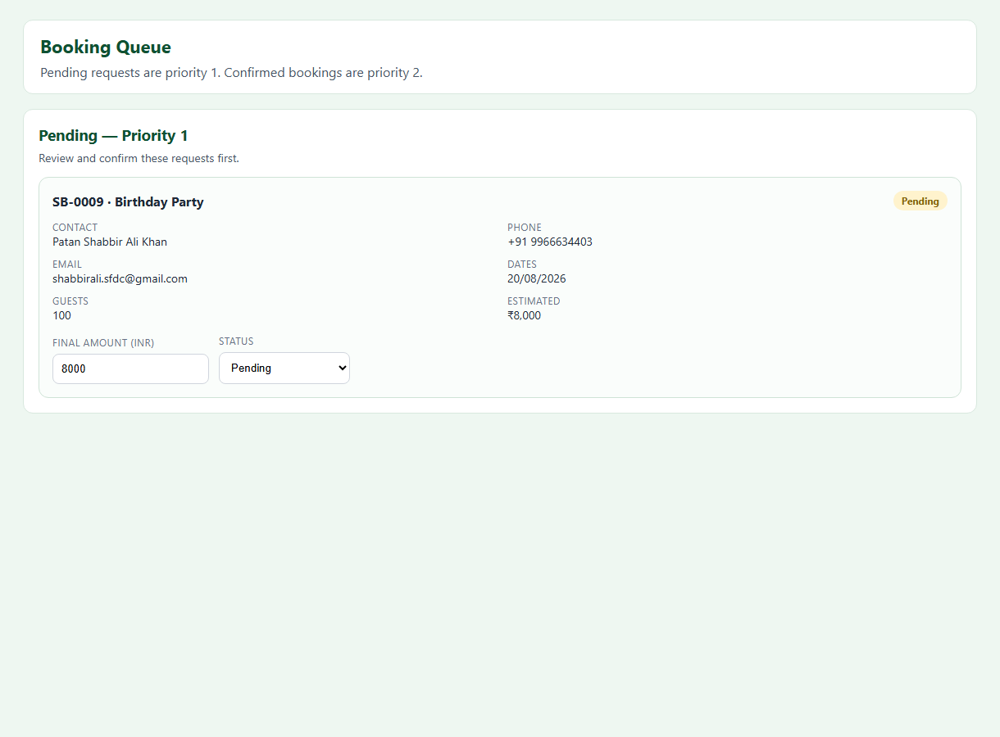 Booking Queue
Pending requests are priority 1. Confirmed bookings are priority 2.
Pending — Priority 1
Review and confirm these requests first.
SB-0009 · Birthday Party
Pending
CONTACT
Patan Shabbir Ali Khan
PHONE
+91 9966634403
EMAIL
shabbirali.sfdc@gmail.com
DATES
20/08/2026
GUESTS
100
ESTIMATED
₹8,000
FINAL AMOUNT (INR)
8000
STATUS
Pending